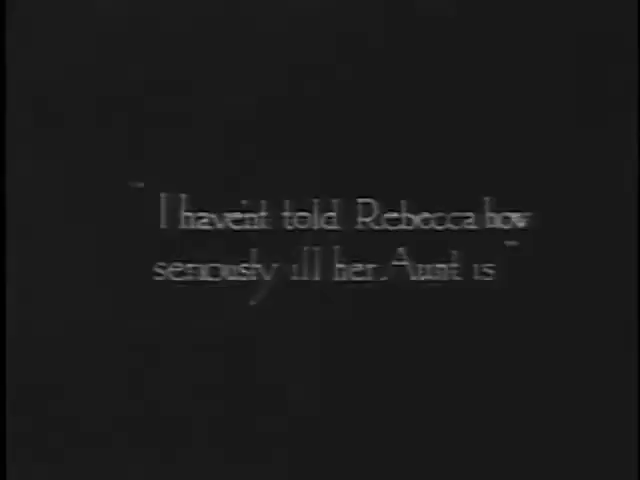 "I haven't told Rebecca how
seriously ill her Aunt is"